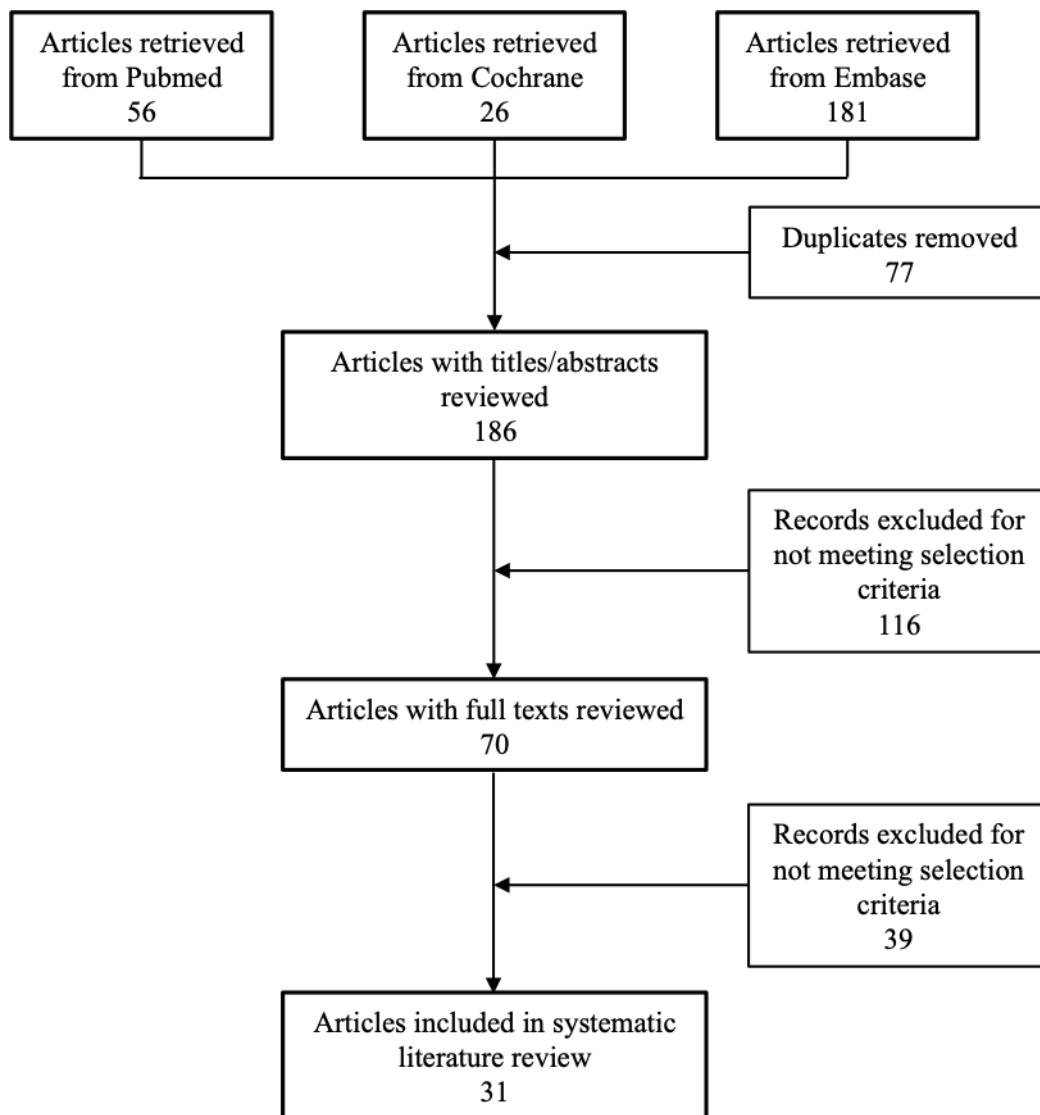 Articles retrieved
from Pubmed
56
Articles retrieved
from Cochrane
26
Articles retrieved
from Embase
181
Duplicates removed
77
Articles with titles/abstracts
reviewed
186
Records excluded for
not meeting selection
criteria
116
Articles with full texts reviewed
70
Records excluded for
not meeting selection
criteria
39
Articles included in systematic
literature review
31